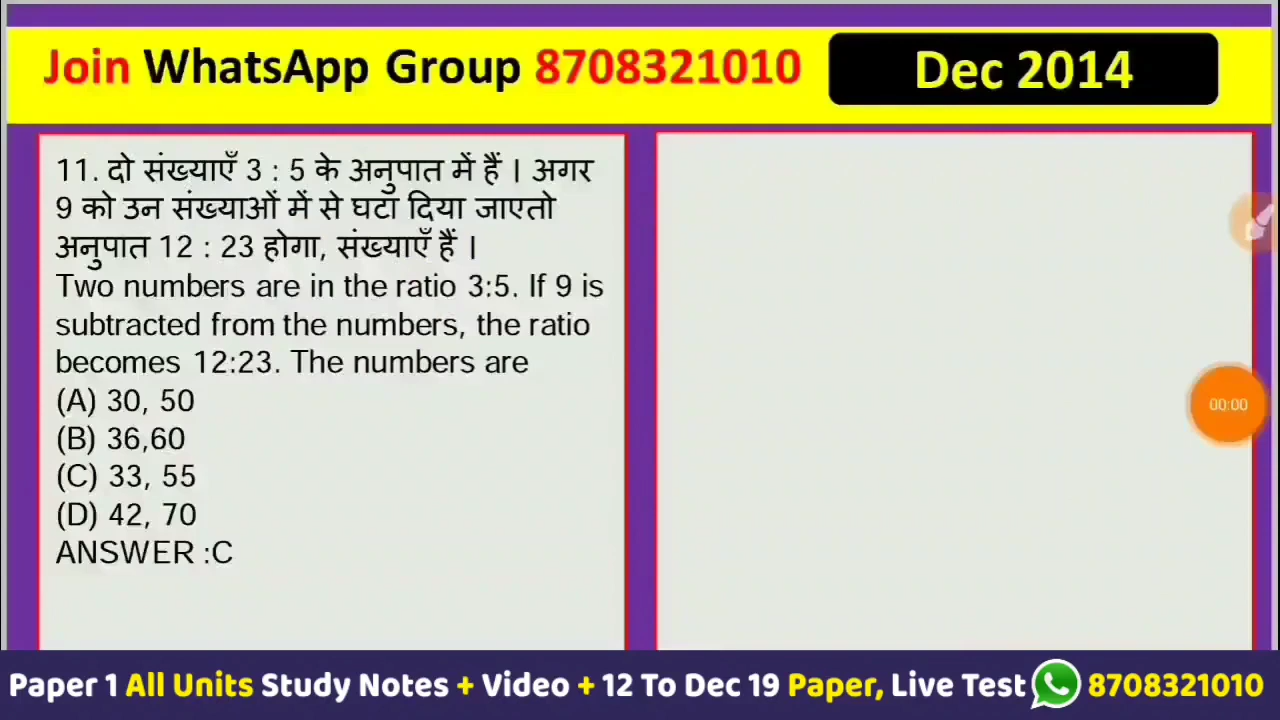 Join WhatsApp Group 8708321010
Dec 2014
11. दो संख्याएँ 3 : 5 के अनुपात में हैं । अगर
9 को उन संख्याओं में से घटा दिया जाएतो
अनुपात 12 : 23 होगा, संख्याएँ हैं ।
Two numbers are in the ratio 3:5. If 9 is
subtracted from the numbers, the ratio
becomes 12:23. The numbers are
(A) 30, 50
(B) 36,60
(C) 33, 55
(D) 42, 70
ANSWER :C
00:00
Paper 1 All Units Study Notes + Video + 12 To Dec 19 Paper, Live Test 8708321010